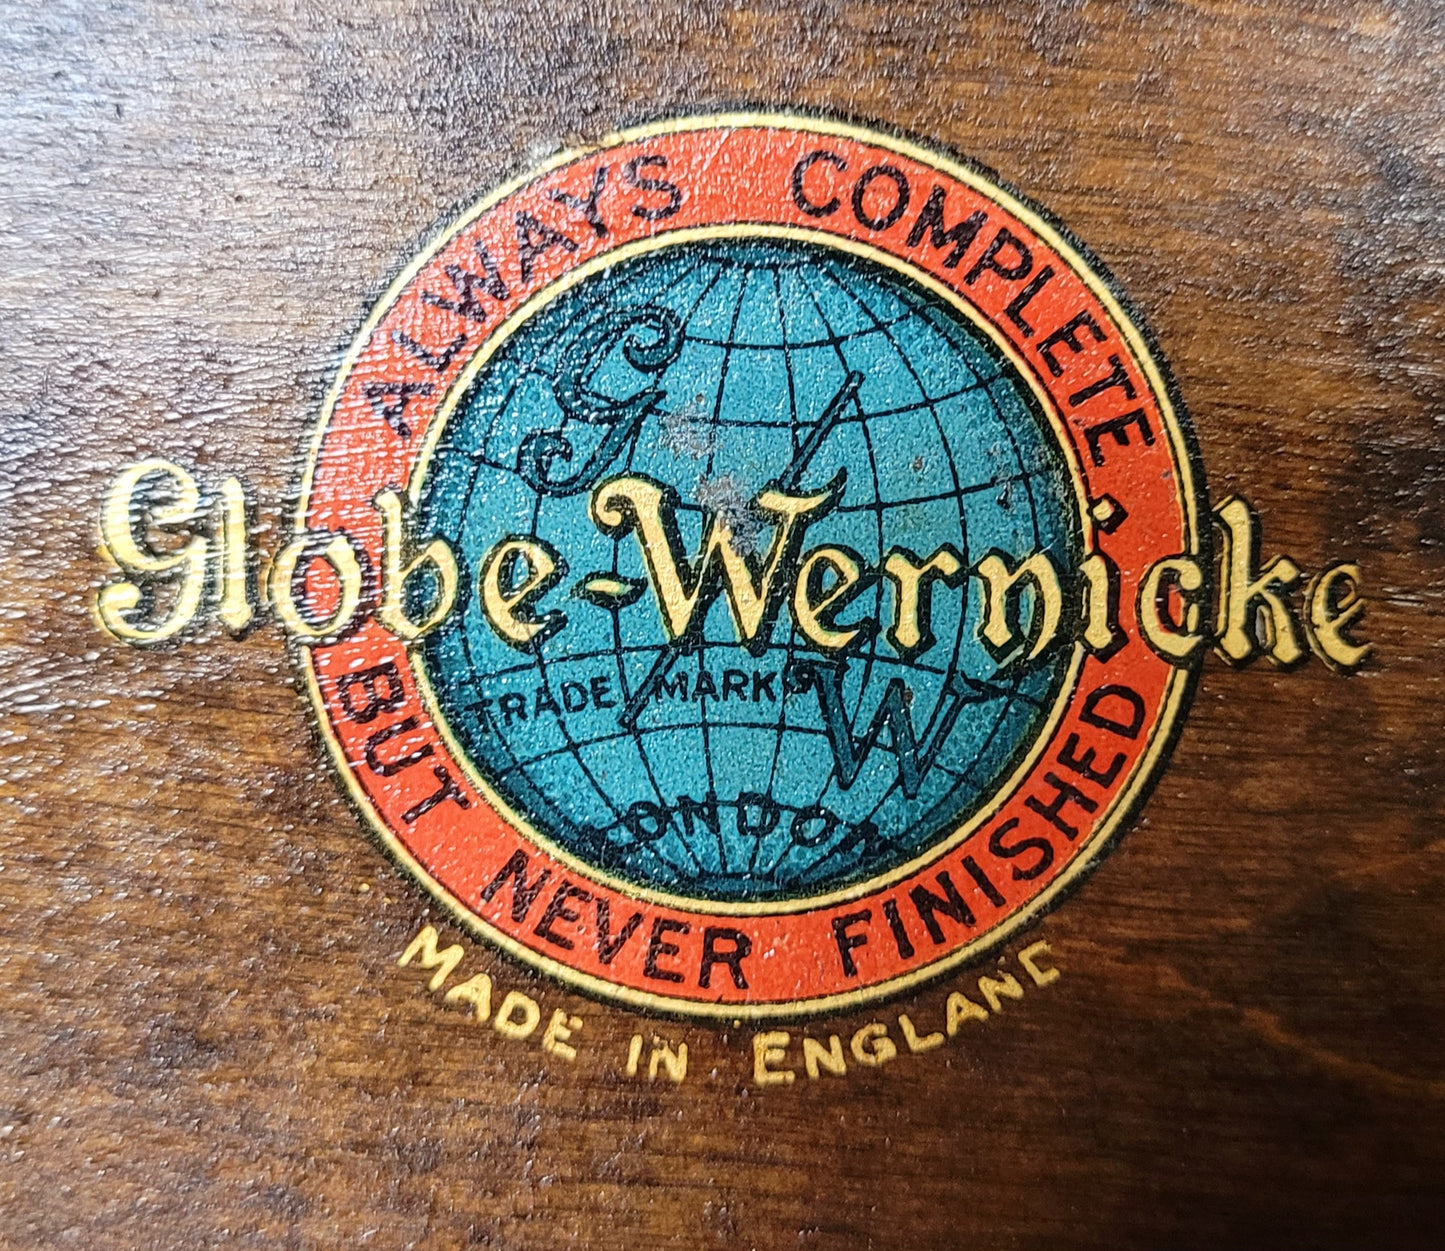 ALWAYS COMPLETE.
G W
Globe-Wernicke
TRADE MARKS
LONDON
BUT NEVER FINISHED
MADE IN ENGLAND